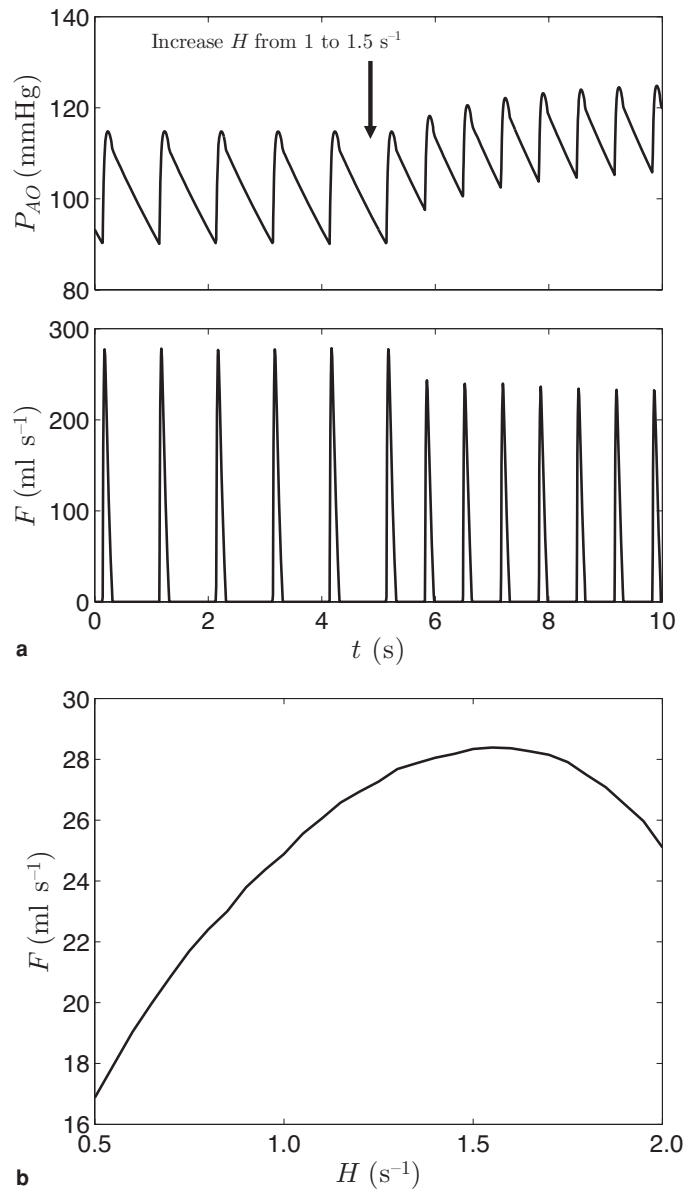 140
Increase H from 1 to 1.5 s⁻¹
120
100
80
P_AO (mmHg)
300
200
100
0
F (ml s⁻¹)
0 2 4 6 8 10
t (s)
a
30
28
26
24
22
20
18
16
F (ml s⁻¹)
0.5 1.0 1.5 2.0
H (s⁻¹)
b